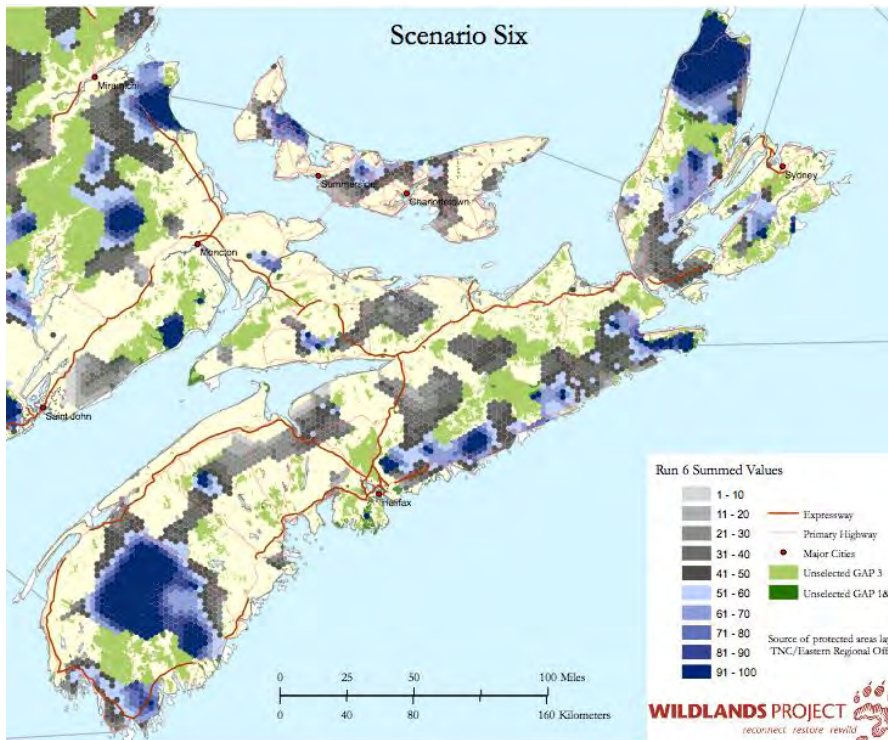 Scenario Six
Miramichi
Summerside
Charlottetown
Sydney
Moncton
Saint John
Halifax
Run 6 Summed Values
1 - 10
11 - 20
21 - 30
31 - 40
41 - 50
51 - 60
61 - 70
71 - 80
81 - 90
91 - 100
Expressway
Primary Highway
Major Cities
Unselected GAP 3
Unselected GAP 1&
Source of protected areas lay
TNC/Eastern Regional Offi
0 25 50 100 Miles
0 40 80 160 Kilometers
WILDLANDS PROJECT
reconnect restore rewild